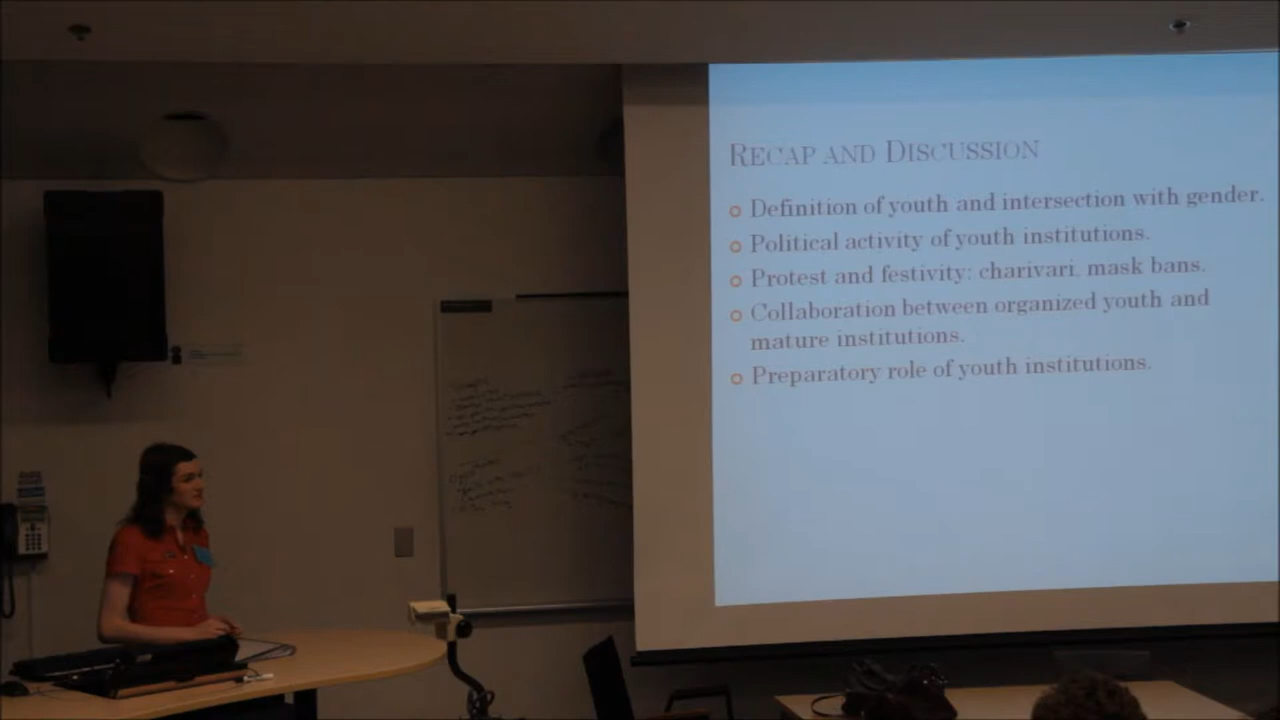 RECAP AND DISCUSSION
Definition of youth and intersection with gender.
Political activity of youth institutions.
Protest and festivity: charivari, mask bans.
Collaboration between organized youth and
mature institutions.
Preparatory role of youth institutions.